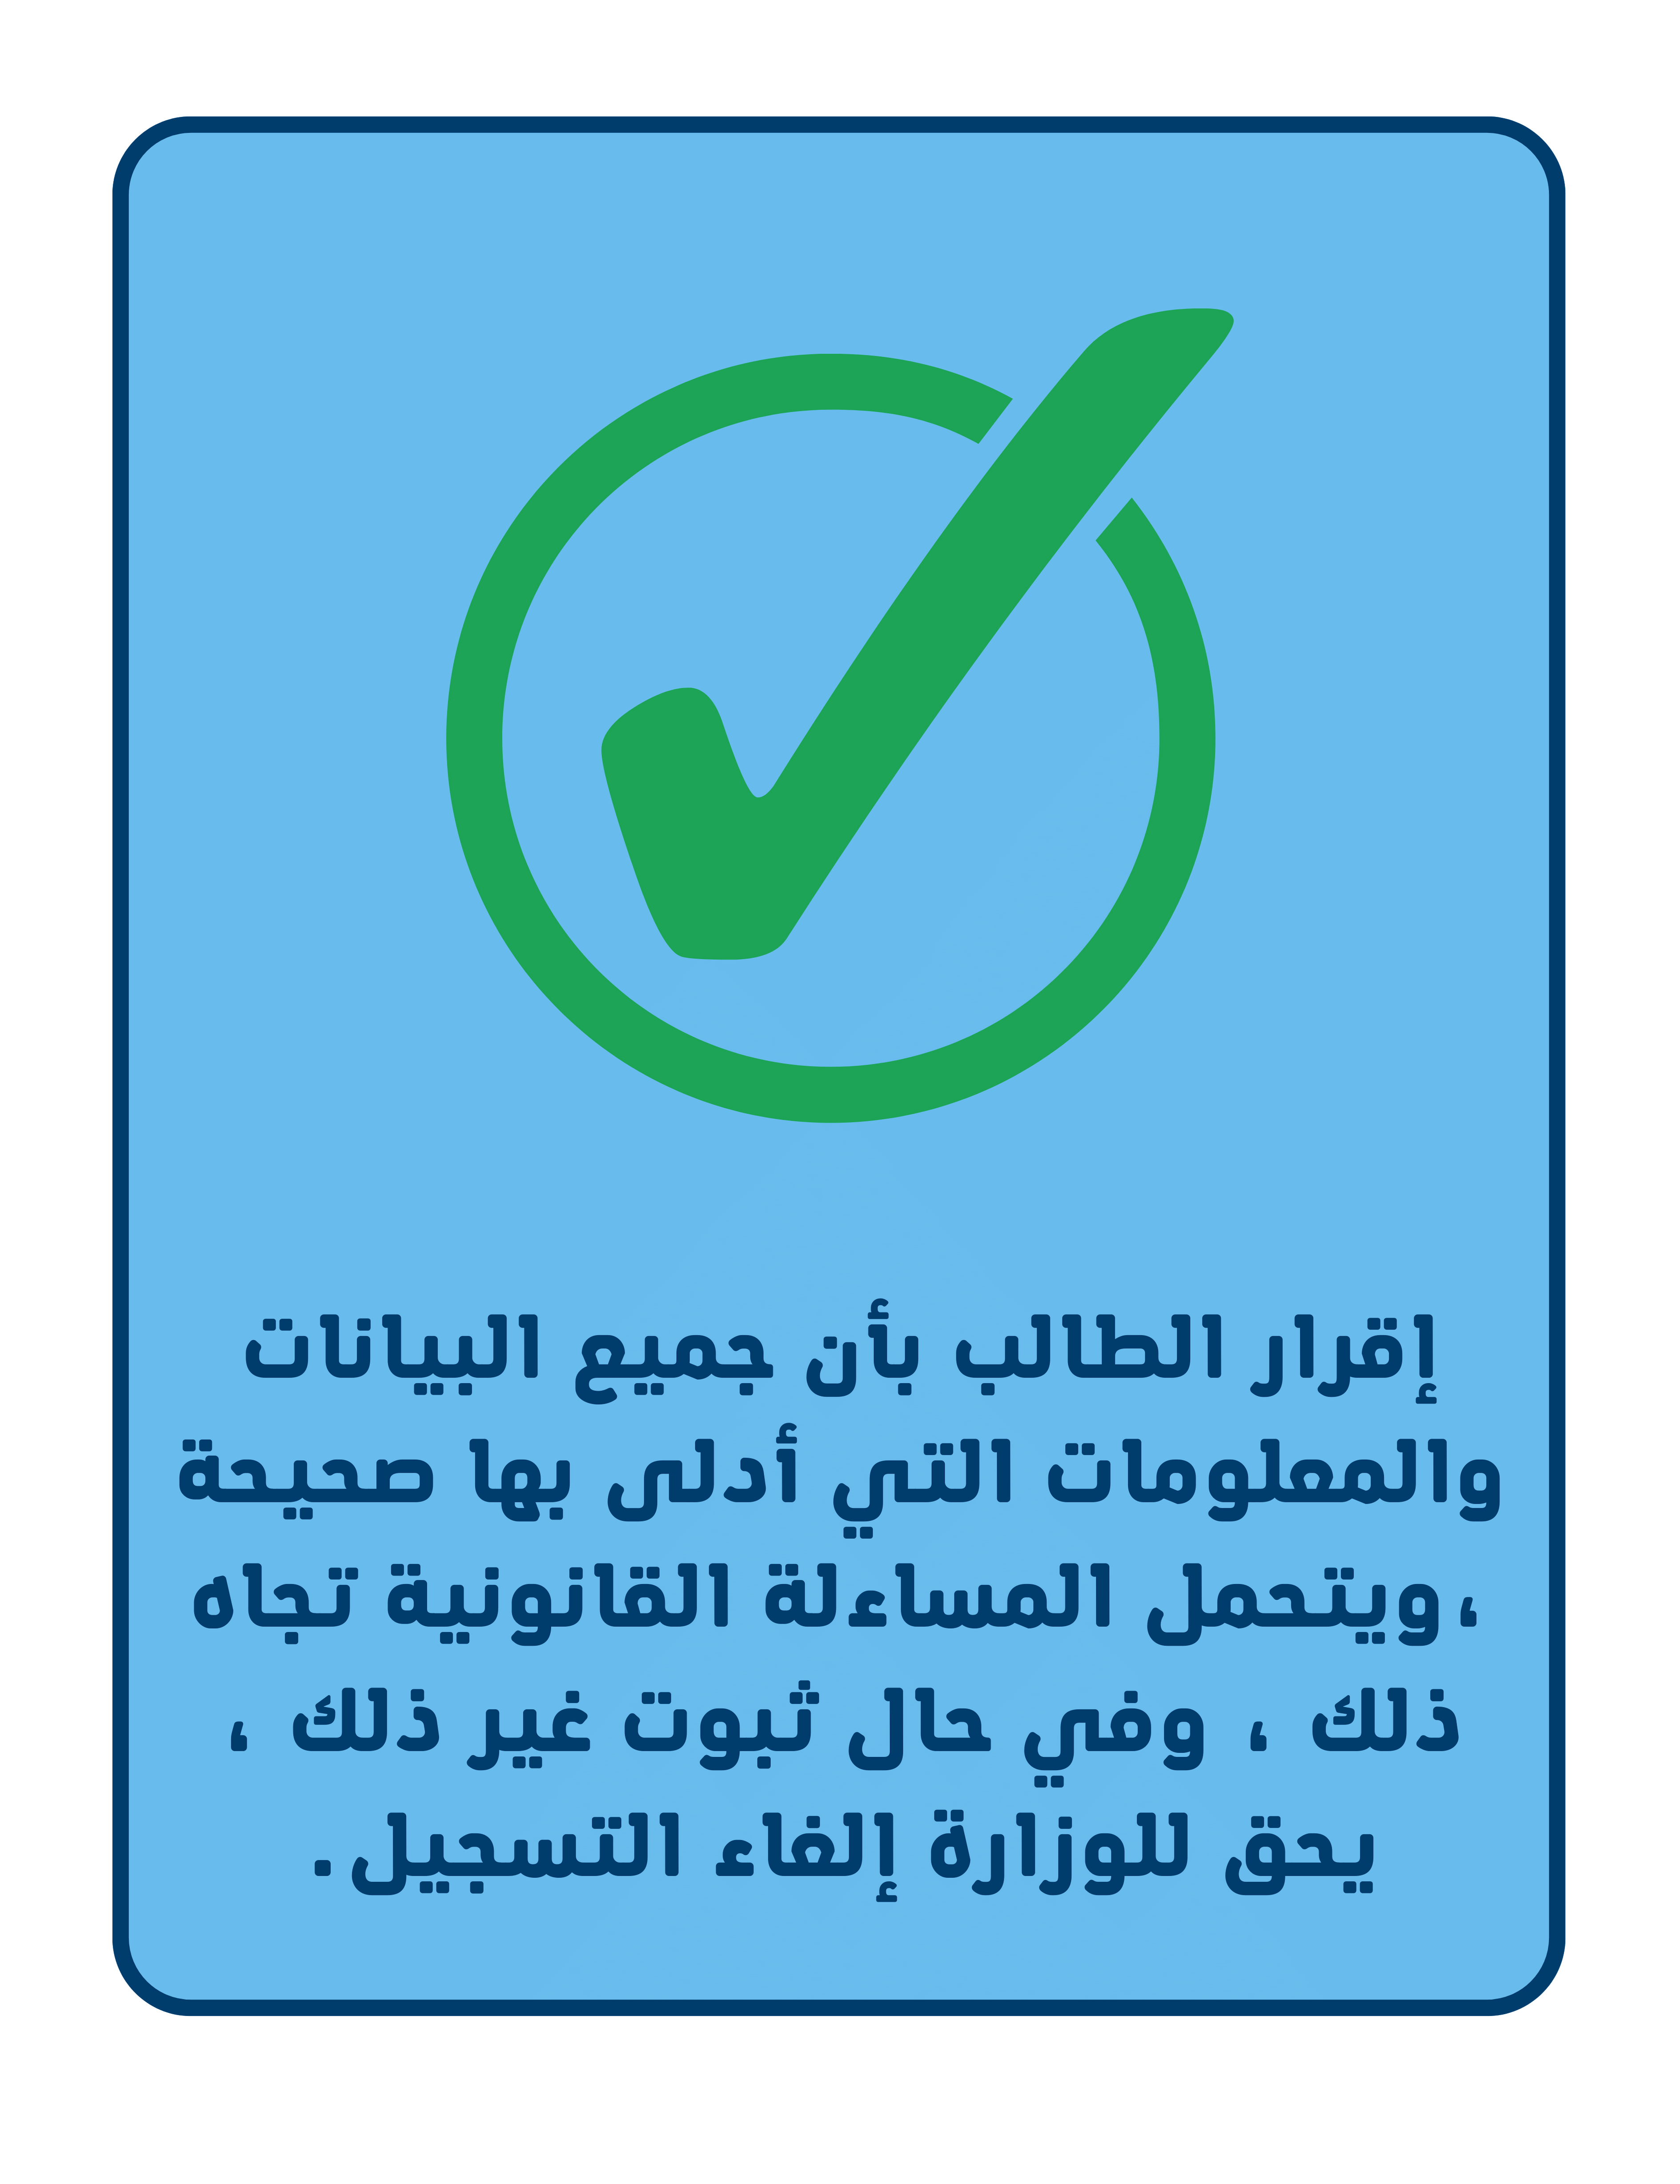 إقرار الطالب بأن جميع البيانات
والمعلومات التي أدلى بها صحيحة
،ويتحمل المساءلة القانونية تجاه
ذلك ، وفي حال ثبوت غير ذلك ،
يحق للوزارة إلغاء التسجيل.